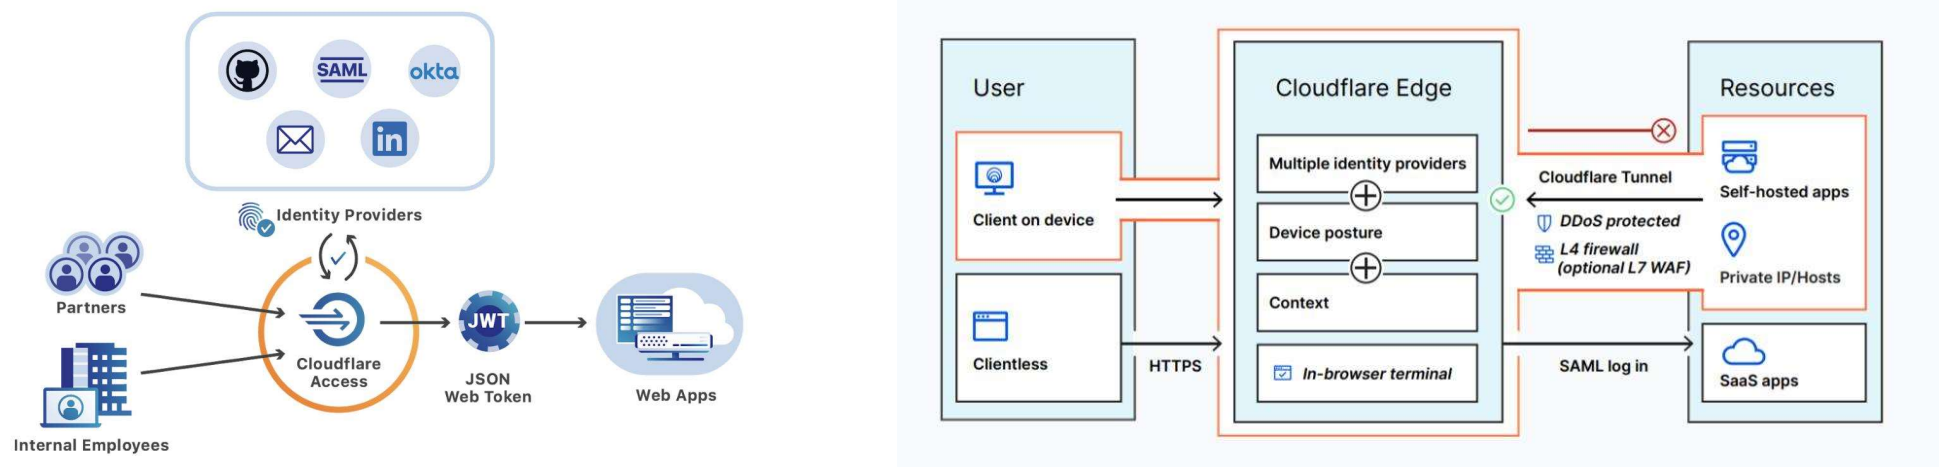 SAML
okta
in
Identity Providers
Partners
Cloudflare
Access
JWT
JSON
Web Token
Web Apps
Internal Employees
User
Client on device
Clientless
HTTPS
Cloudflare Edge
Multiple identity providers
Device posture
Context
In-browser terminal
Cloudflare Tunnel
DDoS protected
L4 firewall
(optional L7 WAF)
SAML log in
Resources
Self-hosted apps
Private IP/Hosts
SaaS apps